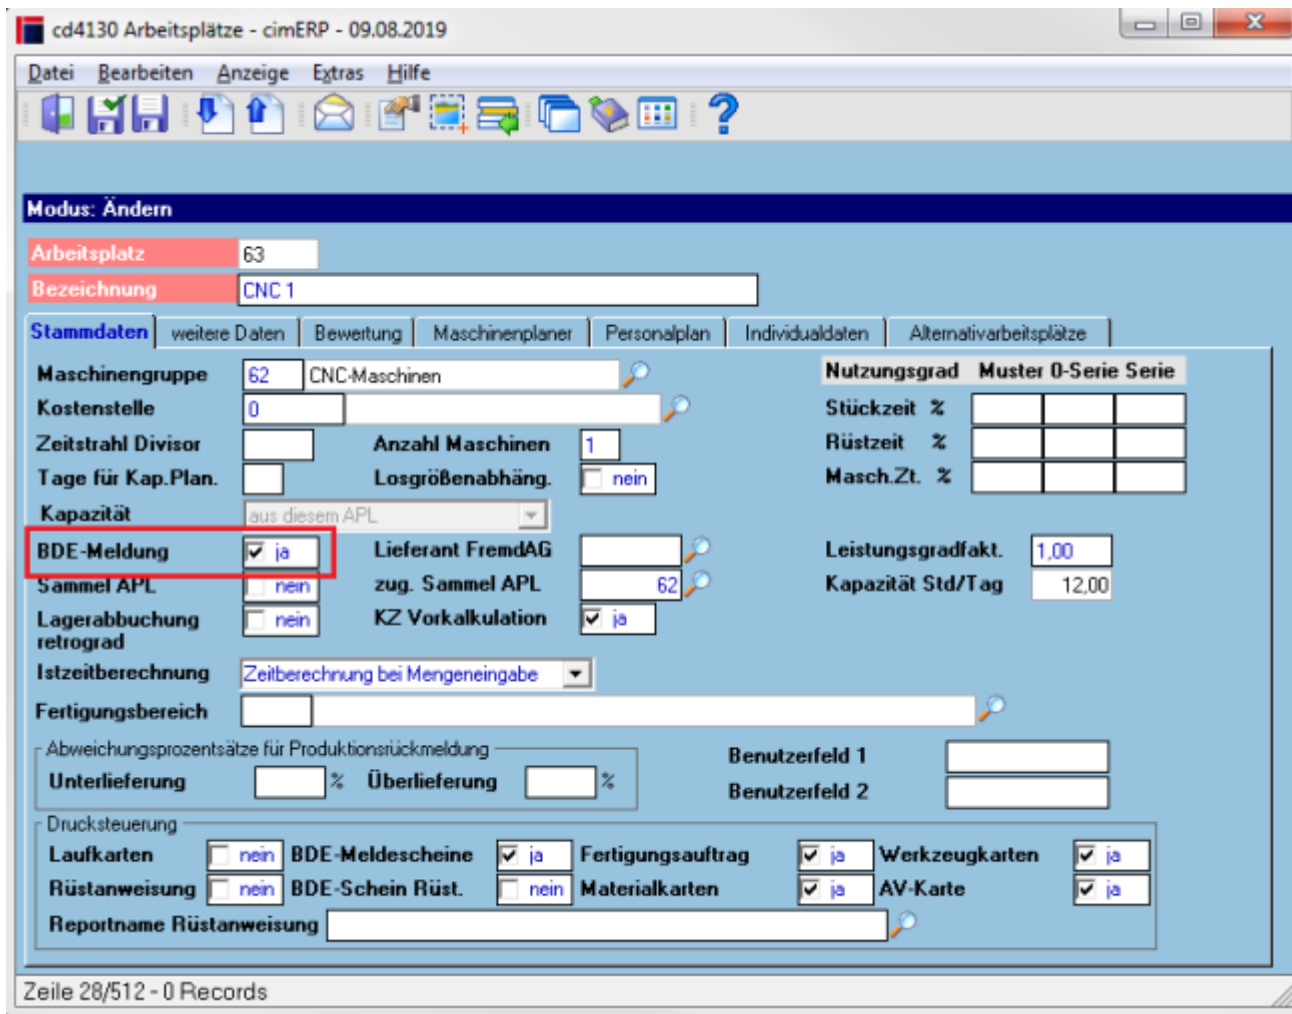 cd4130 Arbeitsplätze - cimERP - 09.08.2019
Datei Bearbeiten Anzeige Extras Hilfe
Modus: Ändern
Arbeitsplatz 63
Bezeichnung CNC 1
Stammdaten weitere Daten Bewertung Maschinenplaner Personalplan Individualdaten Alternativarbeitsplätze
Maschinengruppe 62 CNC-Maschinen Nutzungsgrad Muster 0-Serie Serie
Kostenstelle 0 Stückzeit %
Zeitstrahl Divisor Anzahl Maschinen 1 Rüstzeit %
Tage für Kap.Plan. Losgrößenabhäng. nein Masch.Zt. %
Kapazität aus diesem APL
BDE-Meldung ja Lieferant FremdAG Leistungsgradfakt. 1,00
Sammel APL nein zug. Sammel APL 62 Kapazität Std/Tag 12,00
Lagerabbuchung nein KZ Vorkalkulation ja
retrograd
Istzeitberechnung Zeitberechnung bei Mengeneingabe
Fertigungsbereich
Abweichungsprozentsätze für Produktionsrückmeldung Benutzerfeld 1
Unterlieferung % Überlieferung %
Benutzerfeld 2
Drucksteuerung
Laufkarten nein BDE-Meldescheine ja Fertigungsauftrag ja Werkzeugkarten ja
Rüstanweisung nein BDE-Schein Rüst. nein Materialkarten ja AV-Karte ja
Reportname Rüstanweisung
Zeile 28/512 - 0 Records